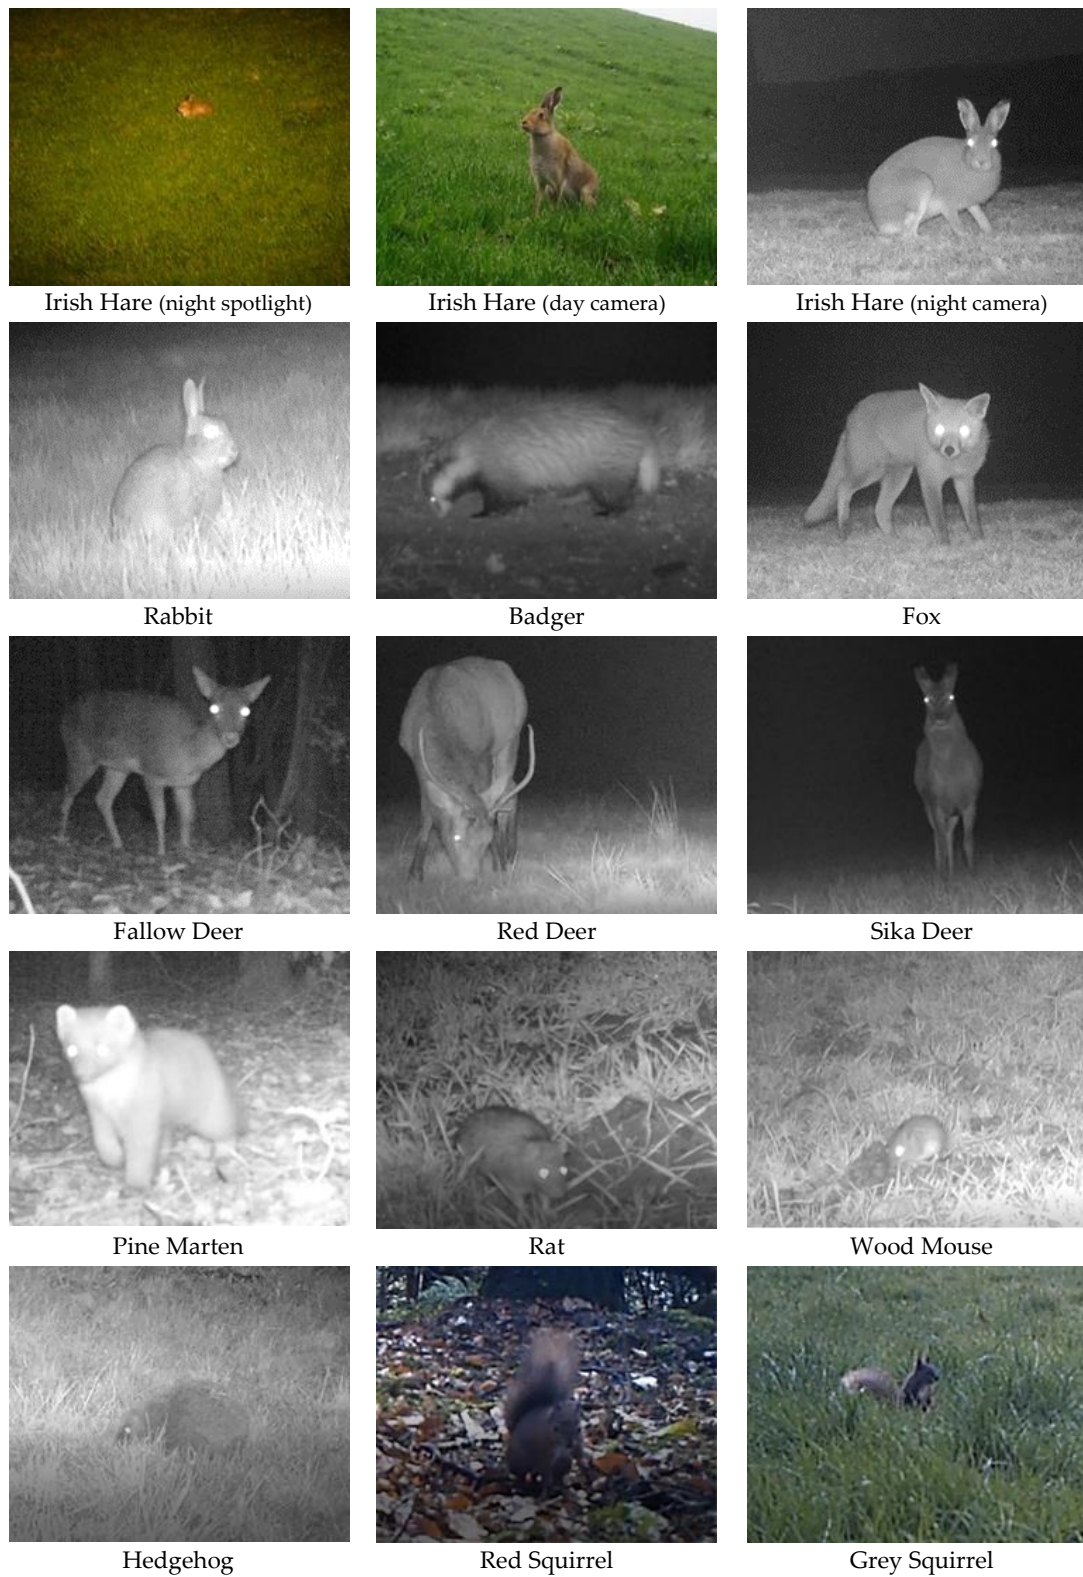 Irish Hare (night spotlight)
Irish Hare (day camera)
Irish Hare (night camera)
Rabbit
Badger
Fox
Fallow Deer
Red Deer
Sika Deer
Pine Marten
Rat
Wood Mouse
Hedgehog
Red Squirrel
Grey Squirrel